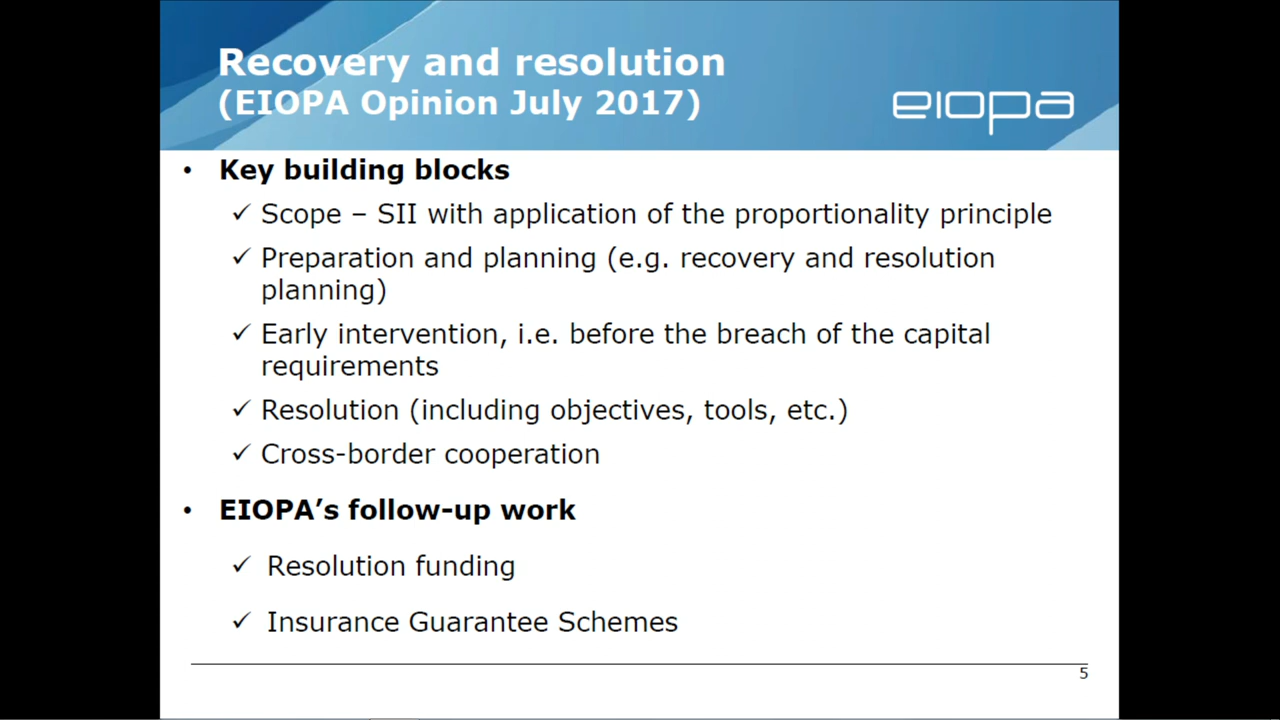 Recovery and resolution
(EIOPA Opinion July 2017)
eiopa
• Key building blocks
✓ Scope – SII with application of the proportionality principle
✓ Preparation and planning (e.g. recovery and resolution
planning)
✓ Early intervention, i.e. before the breach of the capital
requirements
✓ Resolution (including objectives, tools, etc.)
✓ Cross-border cooperation
• EIOPA’s follow-up work
✓ Resolution funding
✓ Insurance Guarantee Schemes
5